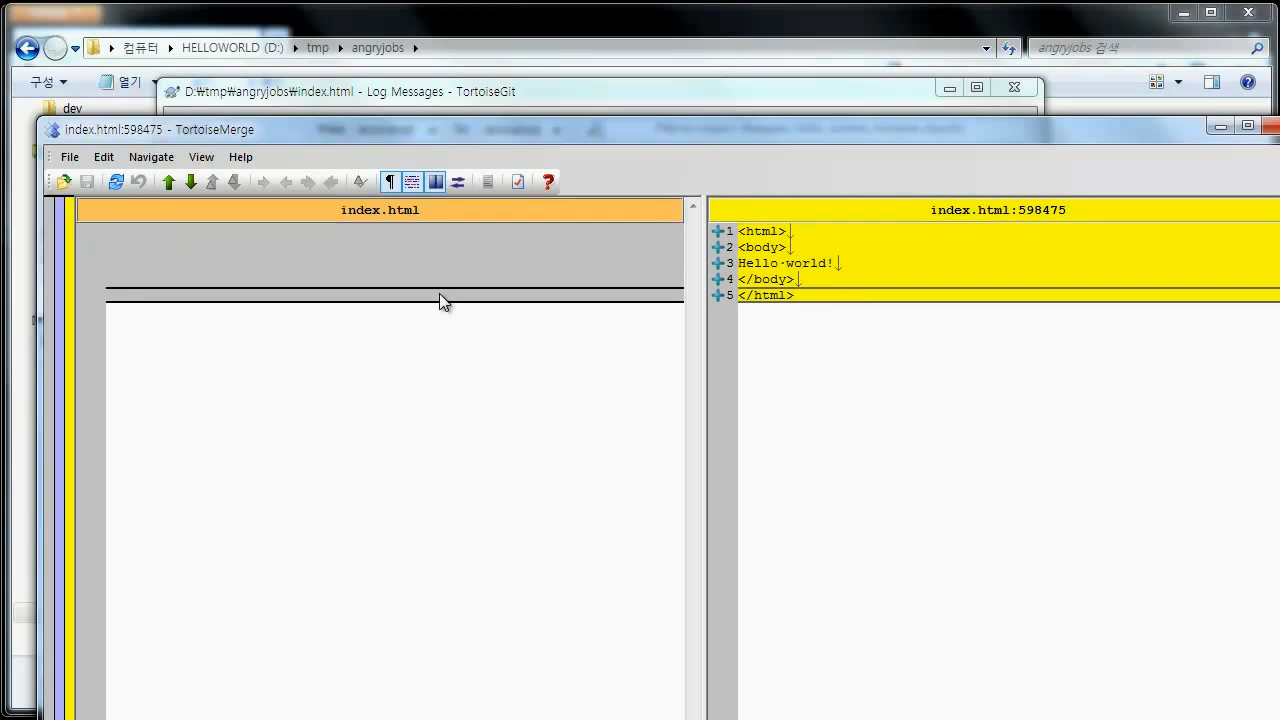 컴퓨터 HELLOWORLD (D:) tmp angryjobs
angryjobs 검색
구성 열기
dev
D:₩tmp₩angryjobs₩index.html - Log Messages - TortoiseGit
index.html:598475 - TortoiseMerge
File Edit Navigate View Help
index.html
index.html:598475
1 <html>↓
2 <body>↓
3 Hello·world!↓
4 </body>↓
5 </html>